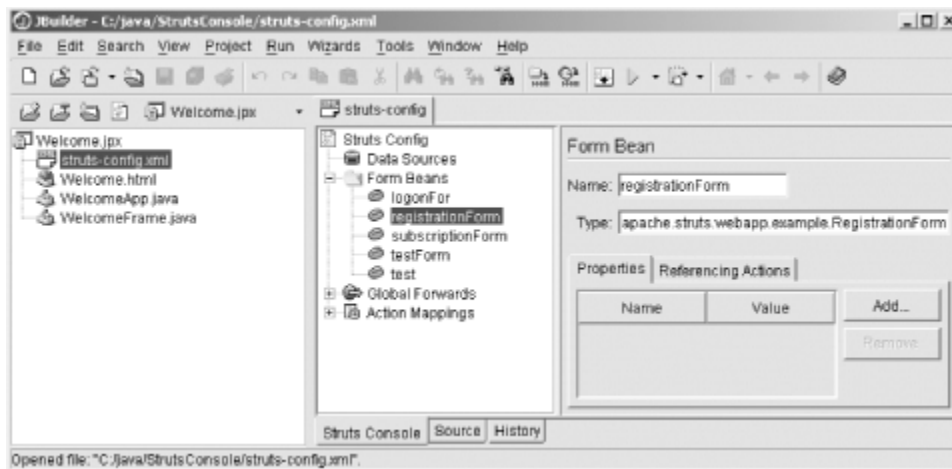 JBuilder - C:/java/StrutsConsole/struts-config.xml
File Edit Search View Project Run Wizards Tools Window Help
Welcome.jpx
struts-config
Welcome.jpx
struts-config.xml
Welcome.html
WelcomeApp.java
WelcomeFrame.java
Struts Config
Data Sources
Form Beans
logonFor
registrationForm
subscriptionForm
testForm
test
Global Forwards
Action Mappings
Form Bean
Name: registrationForm
Type: apache.struts.webapp.example.RegistrationForm
Properties Referencing Actions
Name Value
Add...
Remove
Struts Console Source History
Opened file: "C:/java/StrutsConsole/struts-config.xml".